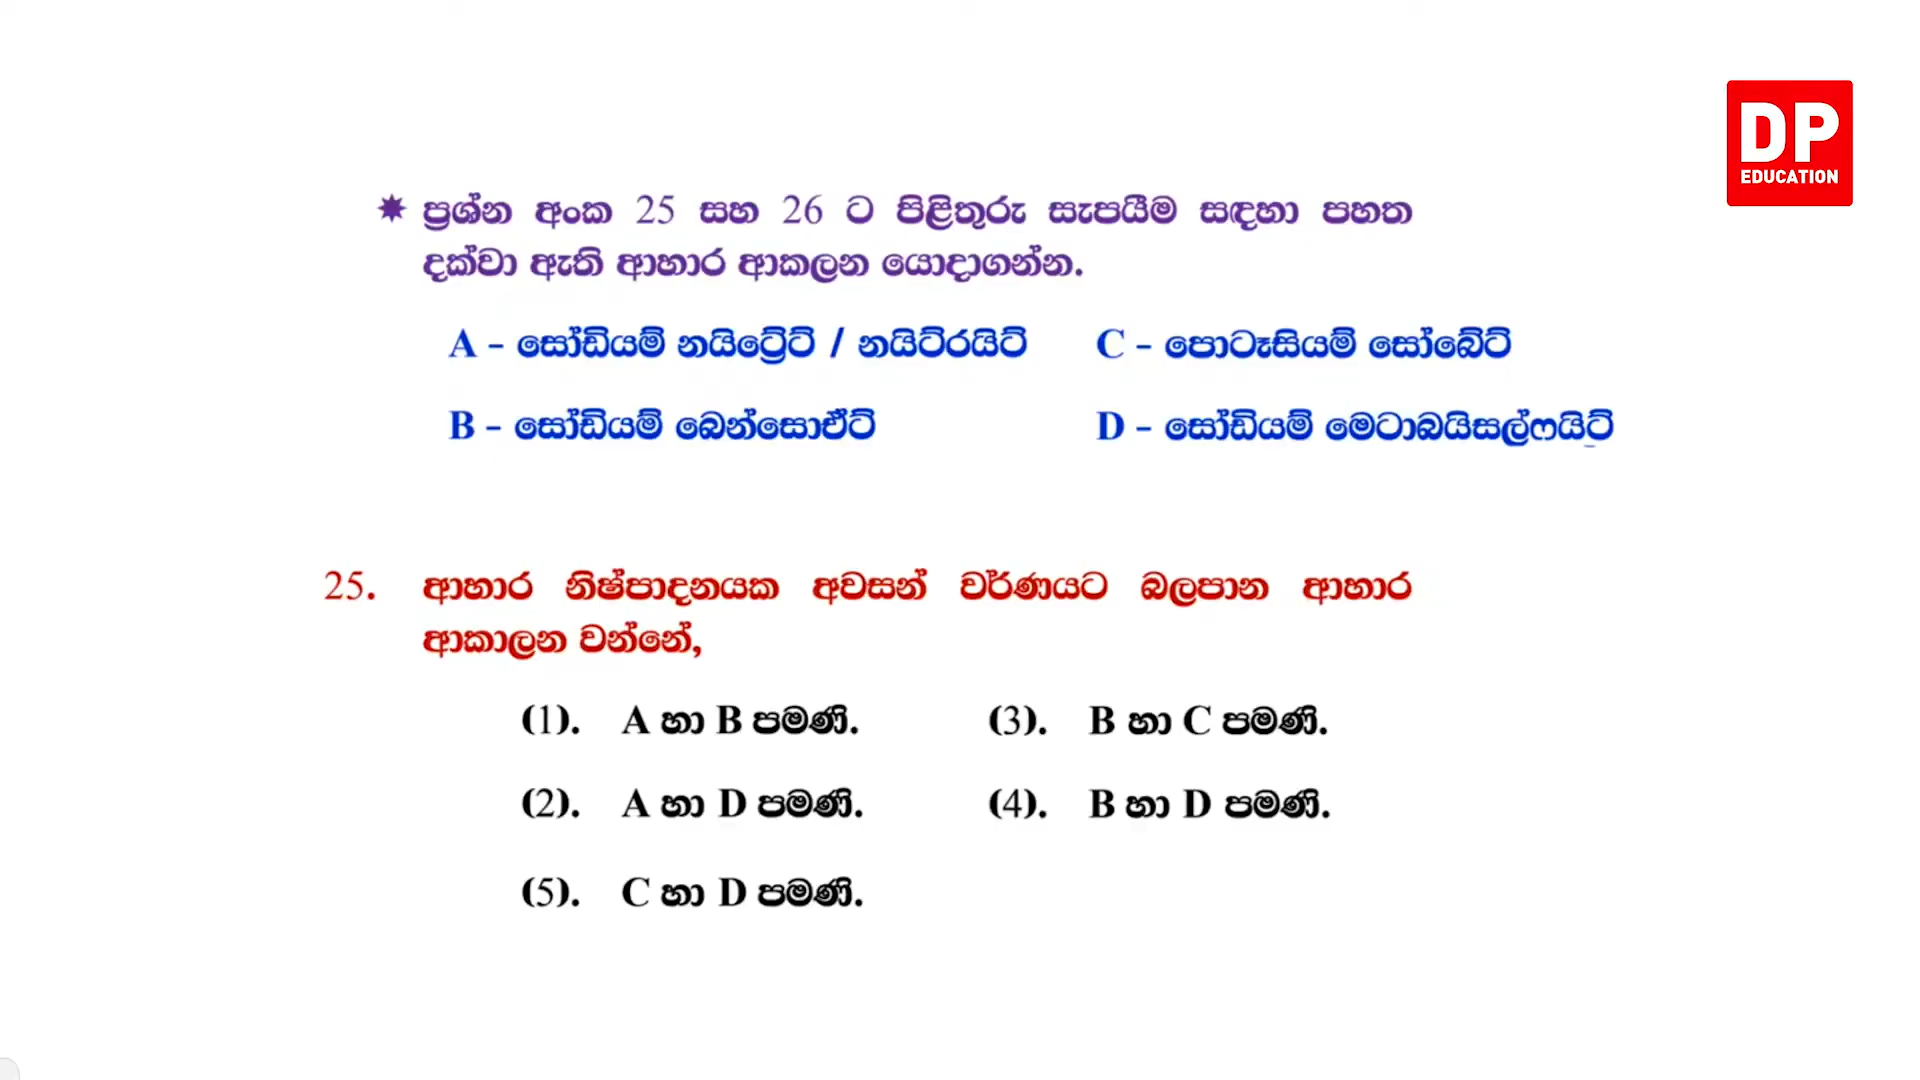 DP
EDUCATION
✷ ප්‍රශ්න අංක 25 සහ 26 ට පිළිතුරු සැපයීම සඳහා පහත
දක්වා ඇති ආහාර ආකලන යොදාගන්න.
A – සෝඩියම් නයිට්‍රේට් / නයිට්රයිට් C – පොටෑසියම් සෝබේට්
B – සෝඩියම් බෙන්සොඒට් D – සෝඩියම් මෙටාබයිසල්ෆයිට්
25. ආහාර නිෂ්පාදනයක අවසන් වර්ණයට බලපාන ආහාර
ආකාලන වන්නේ,
(1). A හා B පමණි. (3). B හා C පමණි.
(2). A හා D පමණි. (4). B හා D පමණි.
(5). C හා D පමණි.